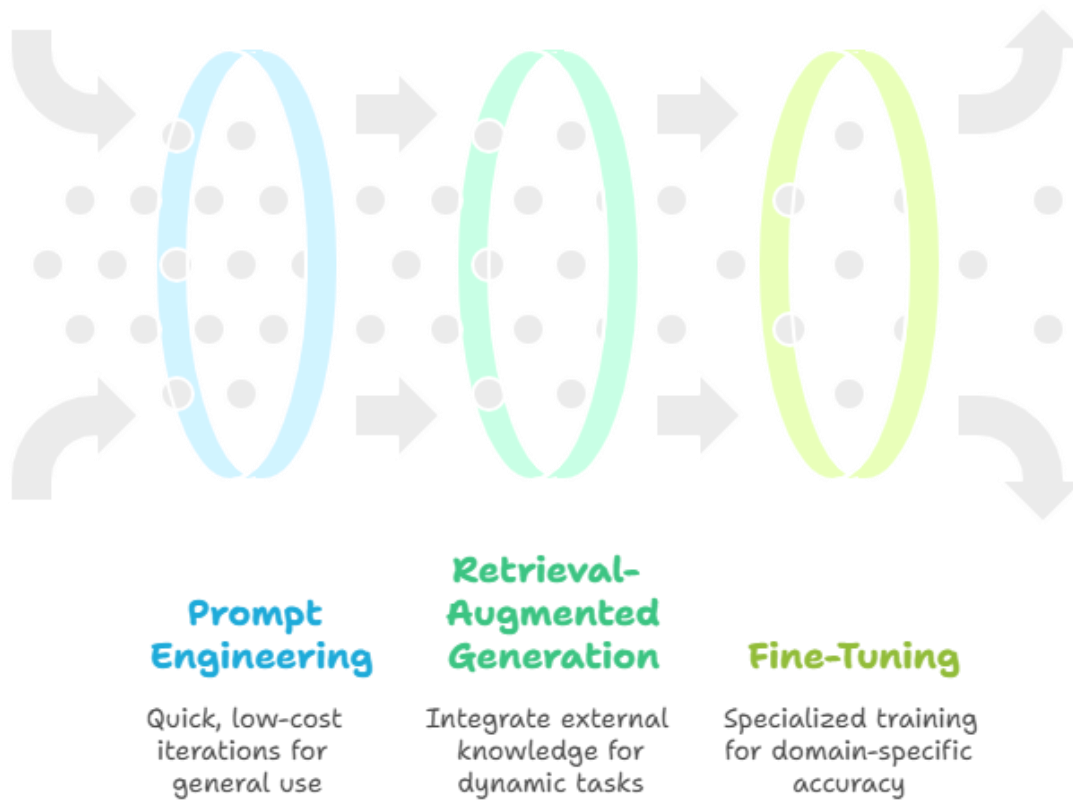 Prompt
Engineering
Quick, low-cost
iterations for
general use
Retrieval-
Augmented
Generation
Integrate external
knowledge for
dynamic tasks
Fine-Tuning
Specialized training
for domain-specific
accuracy